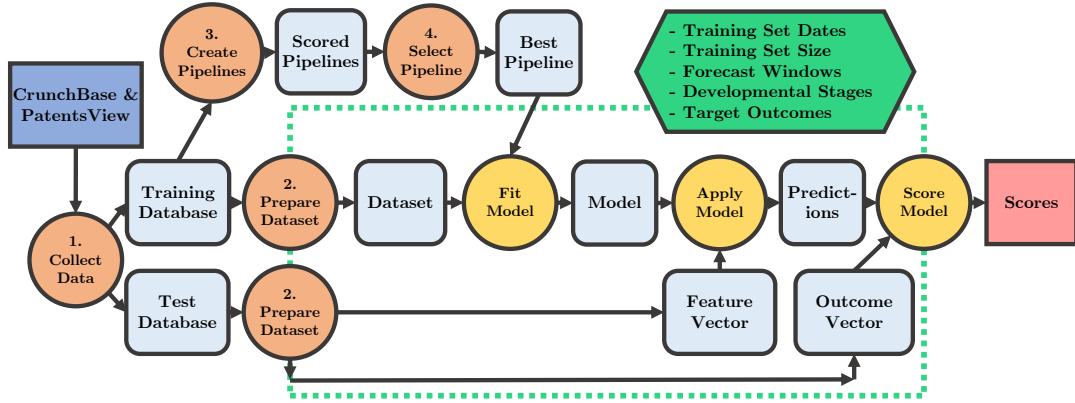 3.
Create
Pipelines
Scored
Pipelines
4.
Select
Pipeline
Best
Pipeline
- Training Set Dates
- Training Set Size
- Forecast Windows
- Developmental Stages
- Target Outcomes
CrunchBase &
PatentsView
Training
Database
2.
Prepare
Dataset
Dataset
Fit
Model
Model
Apply
Model
Predict-
ions
Score
Model
Scores
1.
Collect
Data
Test
Database
2.
Prepare
Dataset
Feature
Vector
Outcome
Vector